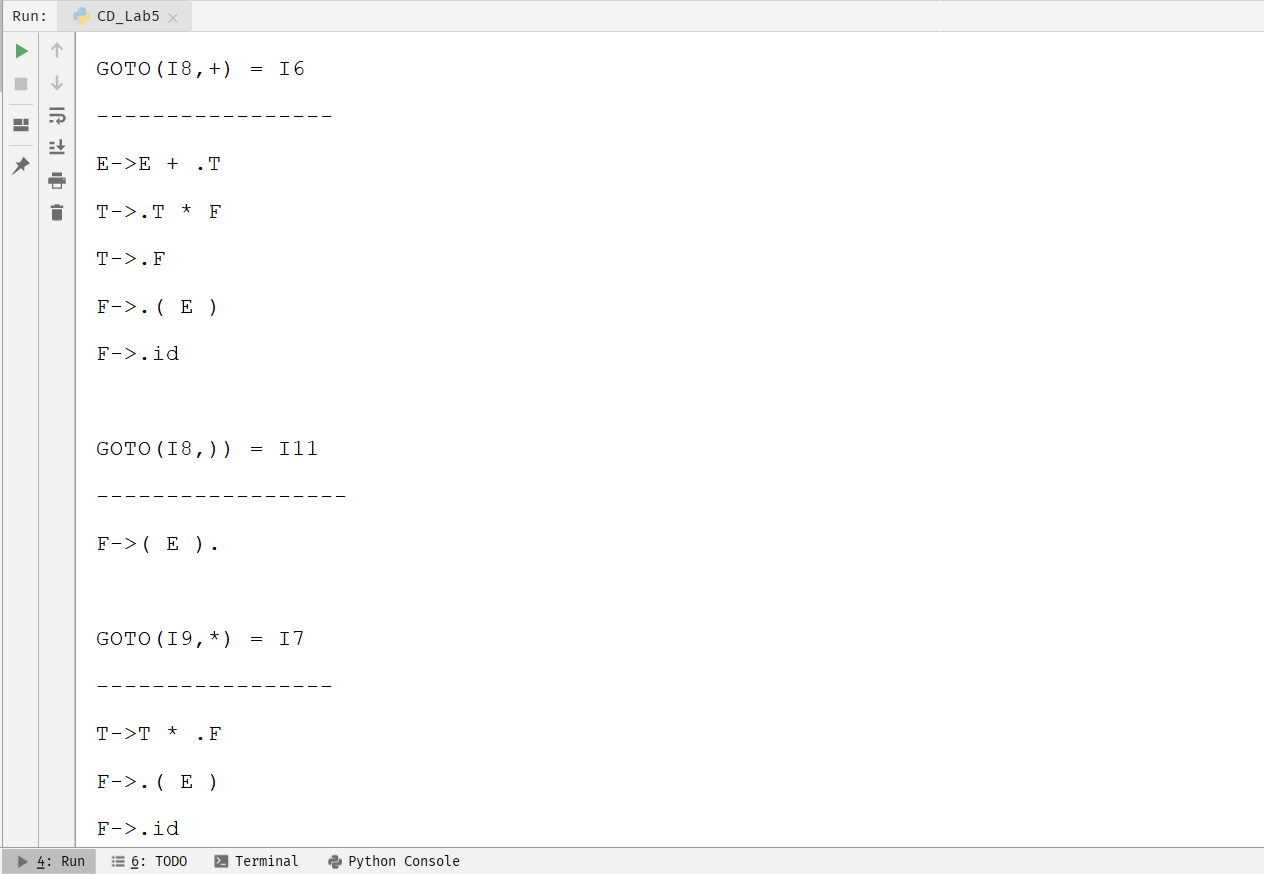 Run: CD_Lab5
GOTO(I8,+) = I6
-----------------
E->E + .T
T->.T * F
T->.F
F->.( E )
F->.id
GOTO(I8,)) = I11
------------------
F->( E ).
GOTO(I9,*) = I7
-----------------
T->T * .F
F->.( E )
F->.id
4: Run 6: TODO Terminal Python Console